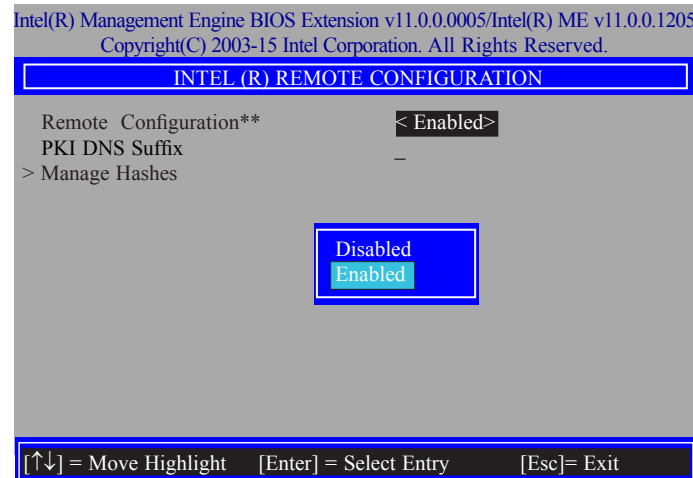 Intel(R) Management Engine BIOS Extension v11.0.0.0005/Intel(R) ME v11.0.0.1205
Copyright(C) 2003-15 Intel Corporation. All Rights Reserved.
INTEL (R) REMOTE CONFIGURATION
Remote Configuration** < Enabled>
PKI DNS Suffix _
> Manage Hashes
Disabled
Enabled
[↑↓] = Move Highlight [Enter] = Select Entry [Esc]= Exit